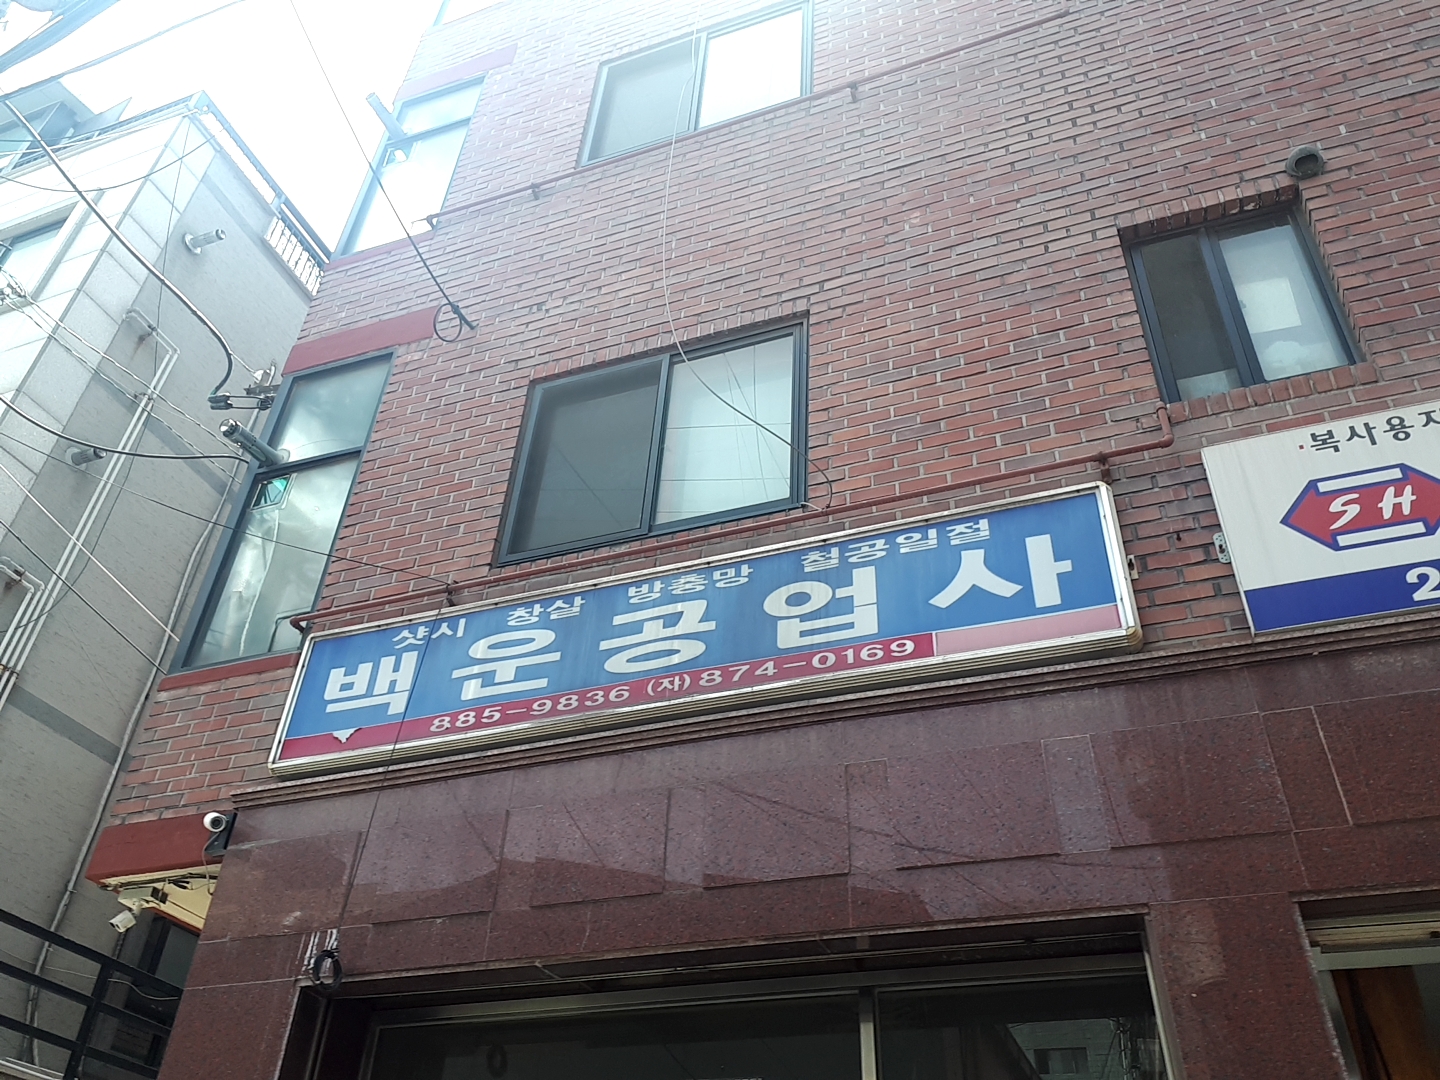 샷시 창살 방충망 철공일절
백운공업사
885-9836 (자)874-0169
복사용지
SH
2